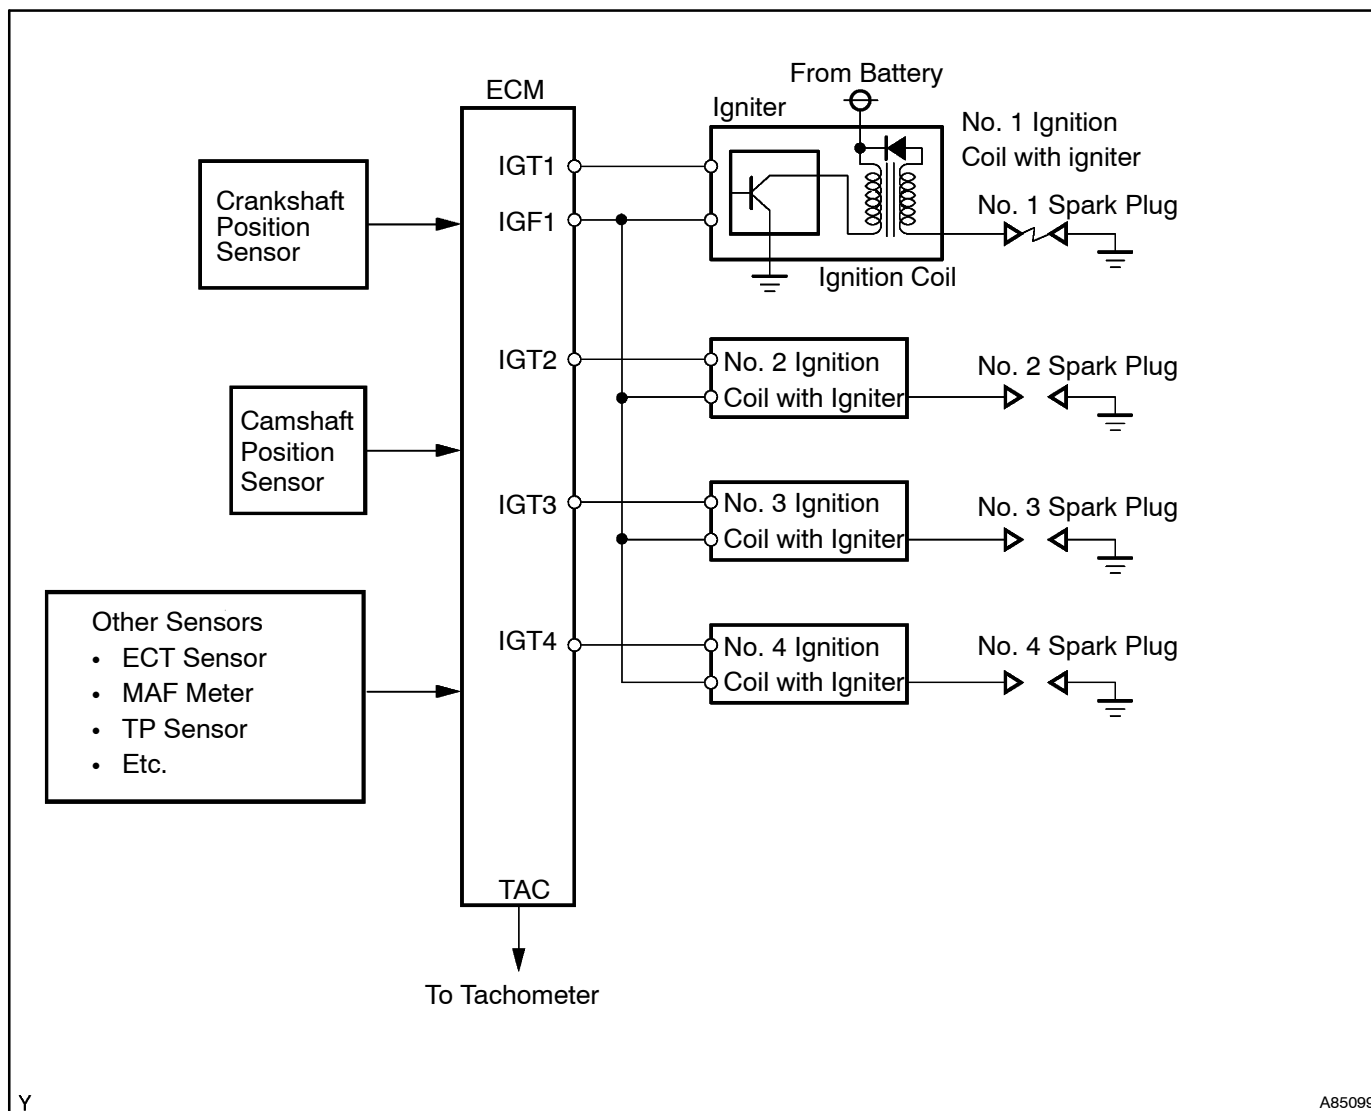 ECM
From Battery
Igniter
No. 1 Ignition
Coil with igniter
IGT1
Crankshaft
Position
Sensor
IGF1
No. 1 Spark Plug
Ignition Coil
IGT2
No. 2 Ignition
Coil with Igniter
No. 2 Spark Plug
Camshaft
Position
Sensor
IGT3
No. 3 Ignition
Coil with Igniter
No. 3 Spark Plug
Other Sensors
• ECT Sensor
• MAF Meter
• TP Sensor
• Etc.
IGT4
No. 4 Ignition
Coil with Igniter
No. 4 Spark Plug
TAC
To Tachometer
Y
A85099